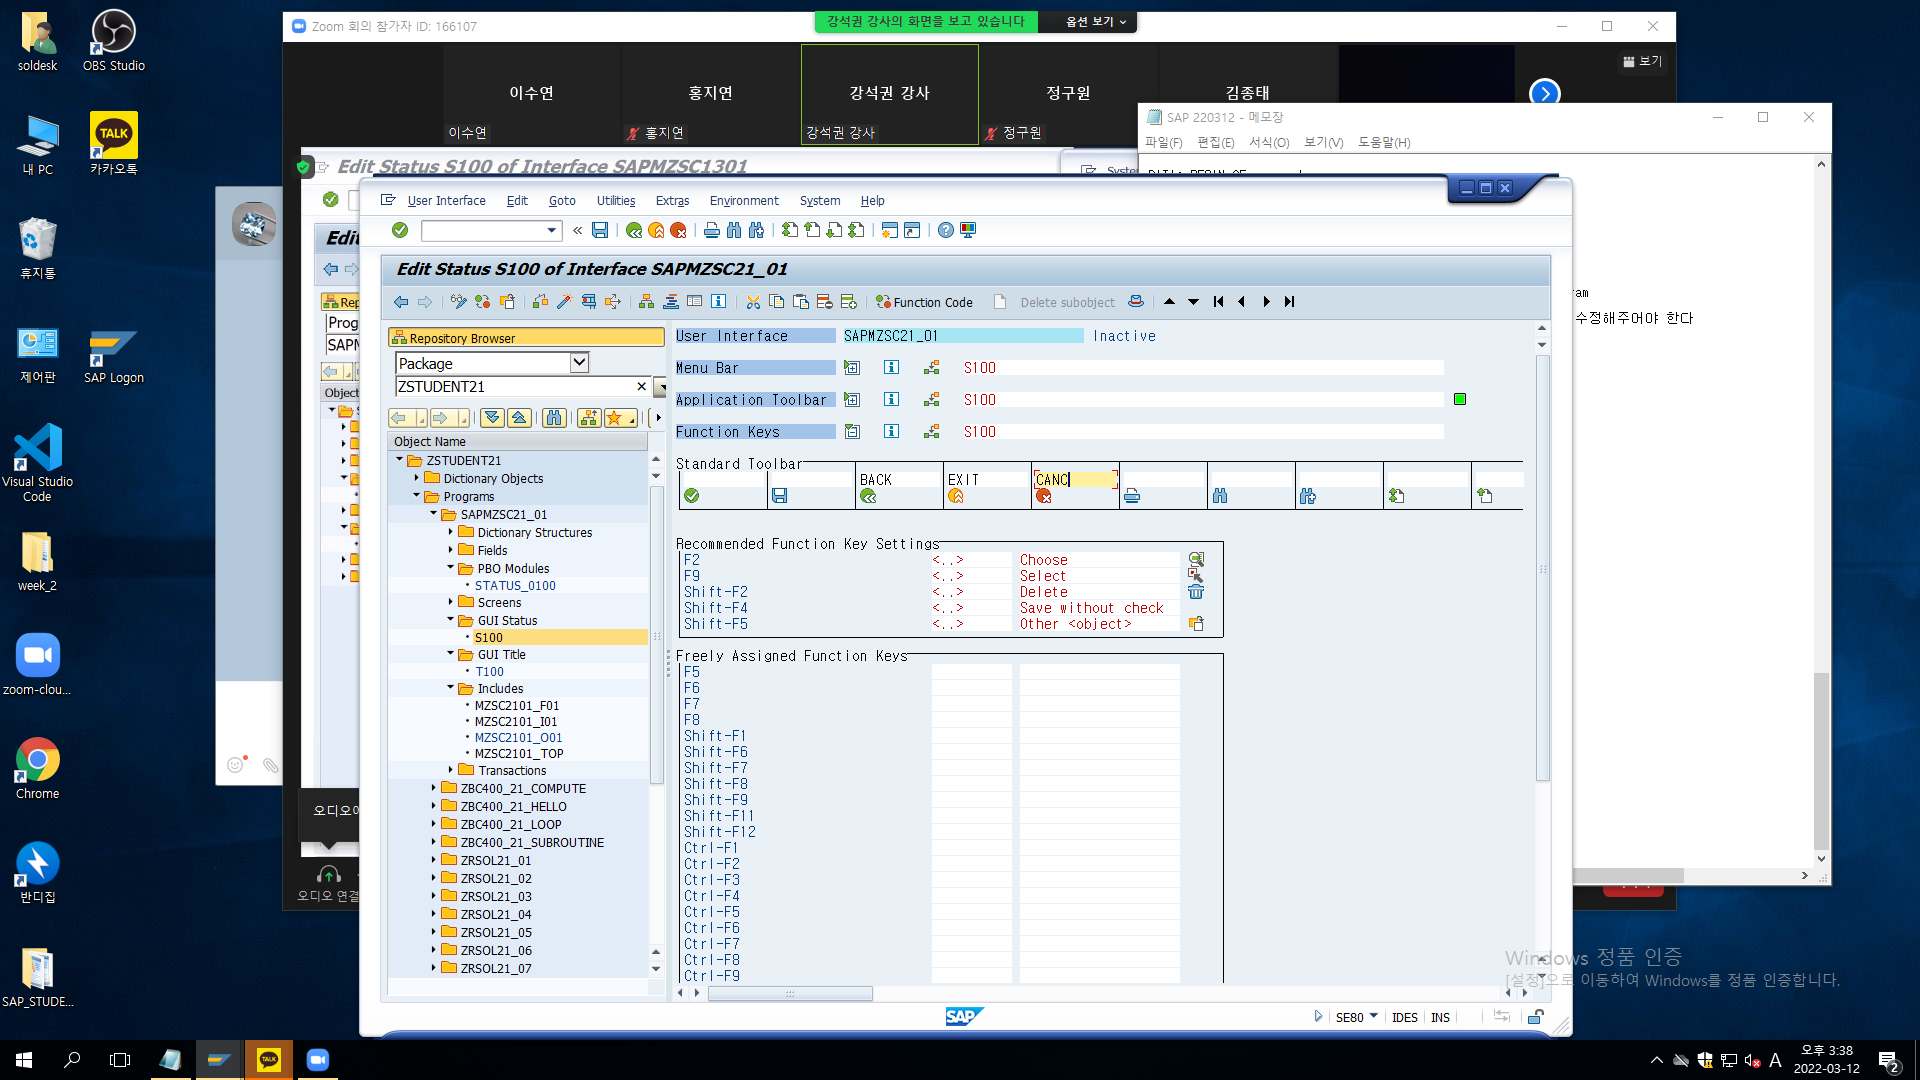 soldesk
OBS Studio
내 PC
카카오톡
휴지통
제어판
SAP Logon
Visual Studio Code
week_2
zoom-clou...
Chrome
반디집
SAP_STUDE...
Zoom 회의 참가자 ID: 166107
강석권 강사의 화면을 보고 있습니다
옵션 보기
보기
이수연
홍지연
강석권 강사
정구원
김종태
이수연
홍지연
강석권 강사
정구원
SAP 220312 - 메모장
파일(F) 편집(E) 서식(O) 보기(V) 도움말(H)
수정해주어야 한다
Edit Status S100 of Interface SAPMZSC1301
오디오 연결
User Interface Edit Goto Utilities Extras Environment System Help
Edit Status S100 of Interface SAPMZSC21_01
Function Code
Delete subobject
Repository Browser
Package
ZSTUDENT21
Object Name
ZSTUDENT21
Dictionary Objects
Programs
SAPMZSC21_01
Dictionary Structures
Fields
PBO Modules
STATUS_0100
Screens
GUI Status
S100
GUI Title
T100
Includes
MZSC2101_F01
MZSC2101_I01
MZSC2101_O01
MZSC2101_TOP
Transactions
ZBC400_21_COMPUTE
ZBC400_21_HELLO
ZBC400_21_LOOP
ZBC400_21_SUBROUTINE
ZRSOL21_01
ZRSOL21_02
ZRSOL21_03
ZRSOL21_04
ZRSOL21_05
ZRSOL21_06
ZRSOL21_07
User Interface SAPMZSC21_01 Inactive
Menu Bar S100
Application Toolbar S100
Function Keys S100
Standard Toolbar
BACK EXIT CANC
Recommended Function Key Settings
F2 <..> Choose
F9 <..> Select
Shift-F2 <..> Delete
Shift-F4 <..> Save without check
Shift-F5 <..> Other <object>
Freely Assigned Function Keys
F5
F6
F7
F8
Shift-F1
Shift-F6
Shift-F7
Shift-F8
Shift-F9
Shift-F11
Shift-F12
Ctrl-F1
Ctrl-F2
Ctrl-F3
Ctrl-F4
Ctrl-F5
Ctrl-F6
Ctrl-F7
Ctrl-F8
Ctrl-F9
SAP
SE80 IDES INS
Windows 정품 인증
[설정]으로 이동하여 Windows를 정품 인증합니다.
A
오후 3:38
2022-03-12
2